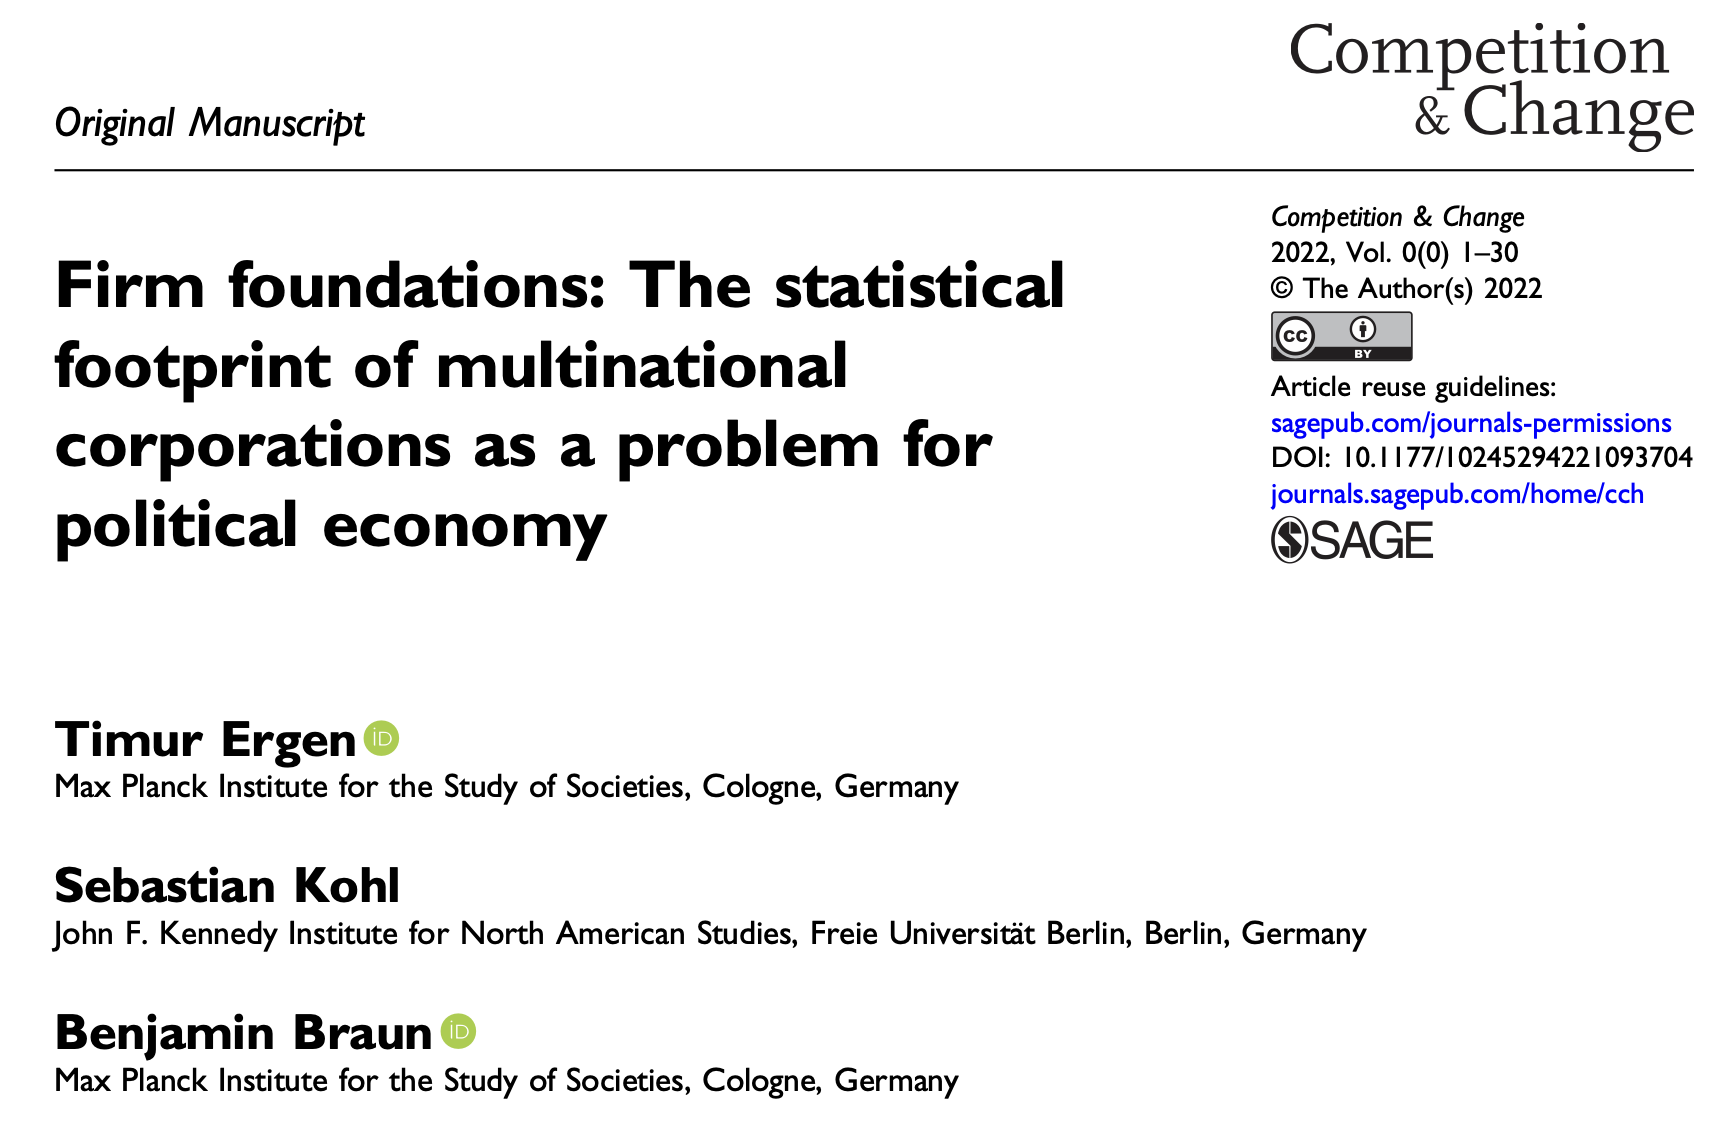 Competition
& Change
Original Manuscript
Competition & Change
2022, Vol. 0(0) 1–30
© The Author(s) 2022
cc
BY
Article reuse guidelines:
sagepub.com/journals-permissions
DOI: 10.1177/10245294221093704
journals.sagepub.com/home/cch
SAGE
Firm foundations: The statistical
footprint of multinational
corporations as a problem for
political economy
Timur Ergen iD
Max Planck Institute for the Study of Societies, Cologne, Germany
Sebastian Kohl
John F. Kennedy Institute for North American Studies, Freie Universität Berlin, Berlin, Germany
Benjamin Braun iD
Max Planck Institute for the Study of Societies, Cologne, Germany